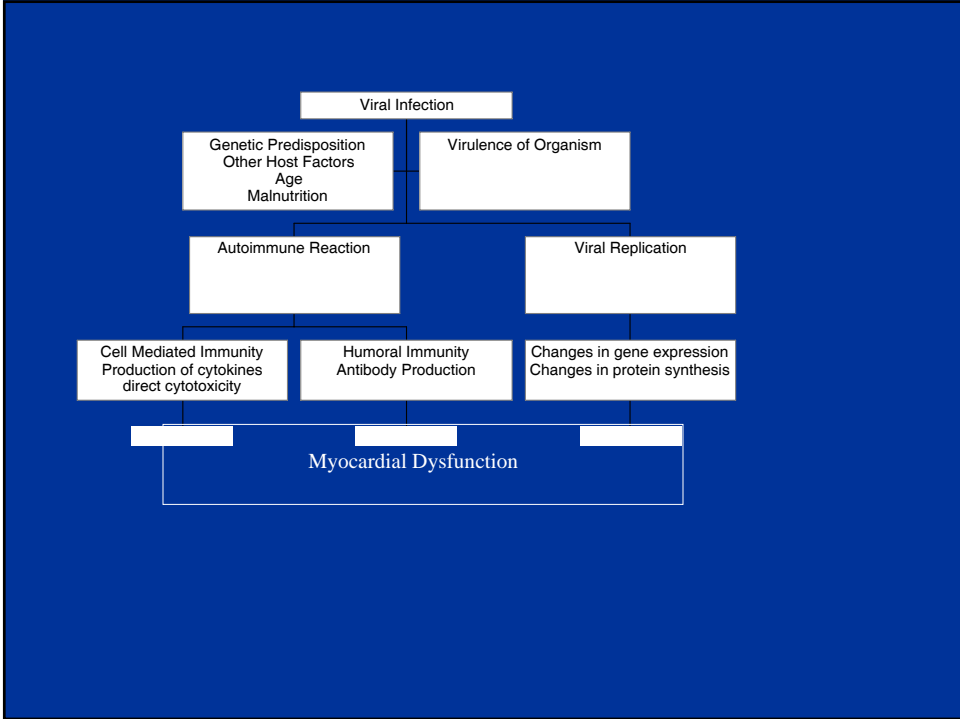 Viral Infection
Genetic Predisposition
Other Host Factors
Age
Malnutrition
Virulence of Organism
Autoimmune Reaction
Viral Replication
Cell Mediated Immunity
Production of cytokines
direct cytotoxicity
Humoral Immunity
Antibody Production
Changes in gene expression
Changes in protein synthesis
Myocardial Dysfunction